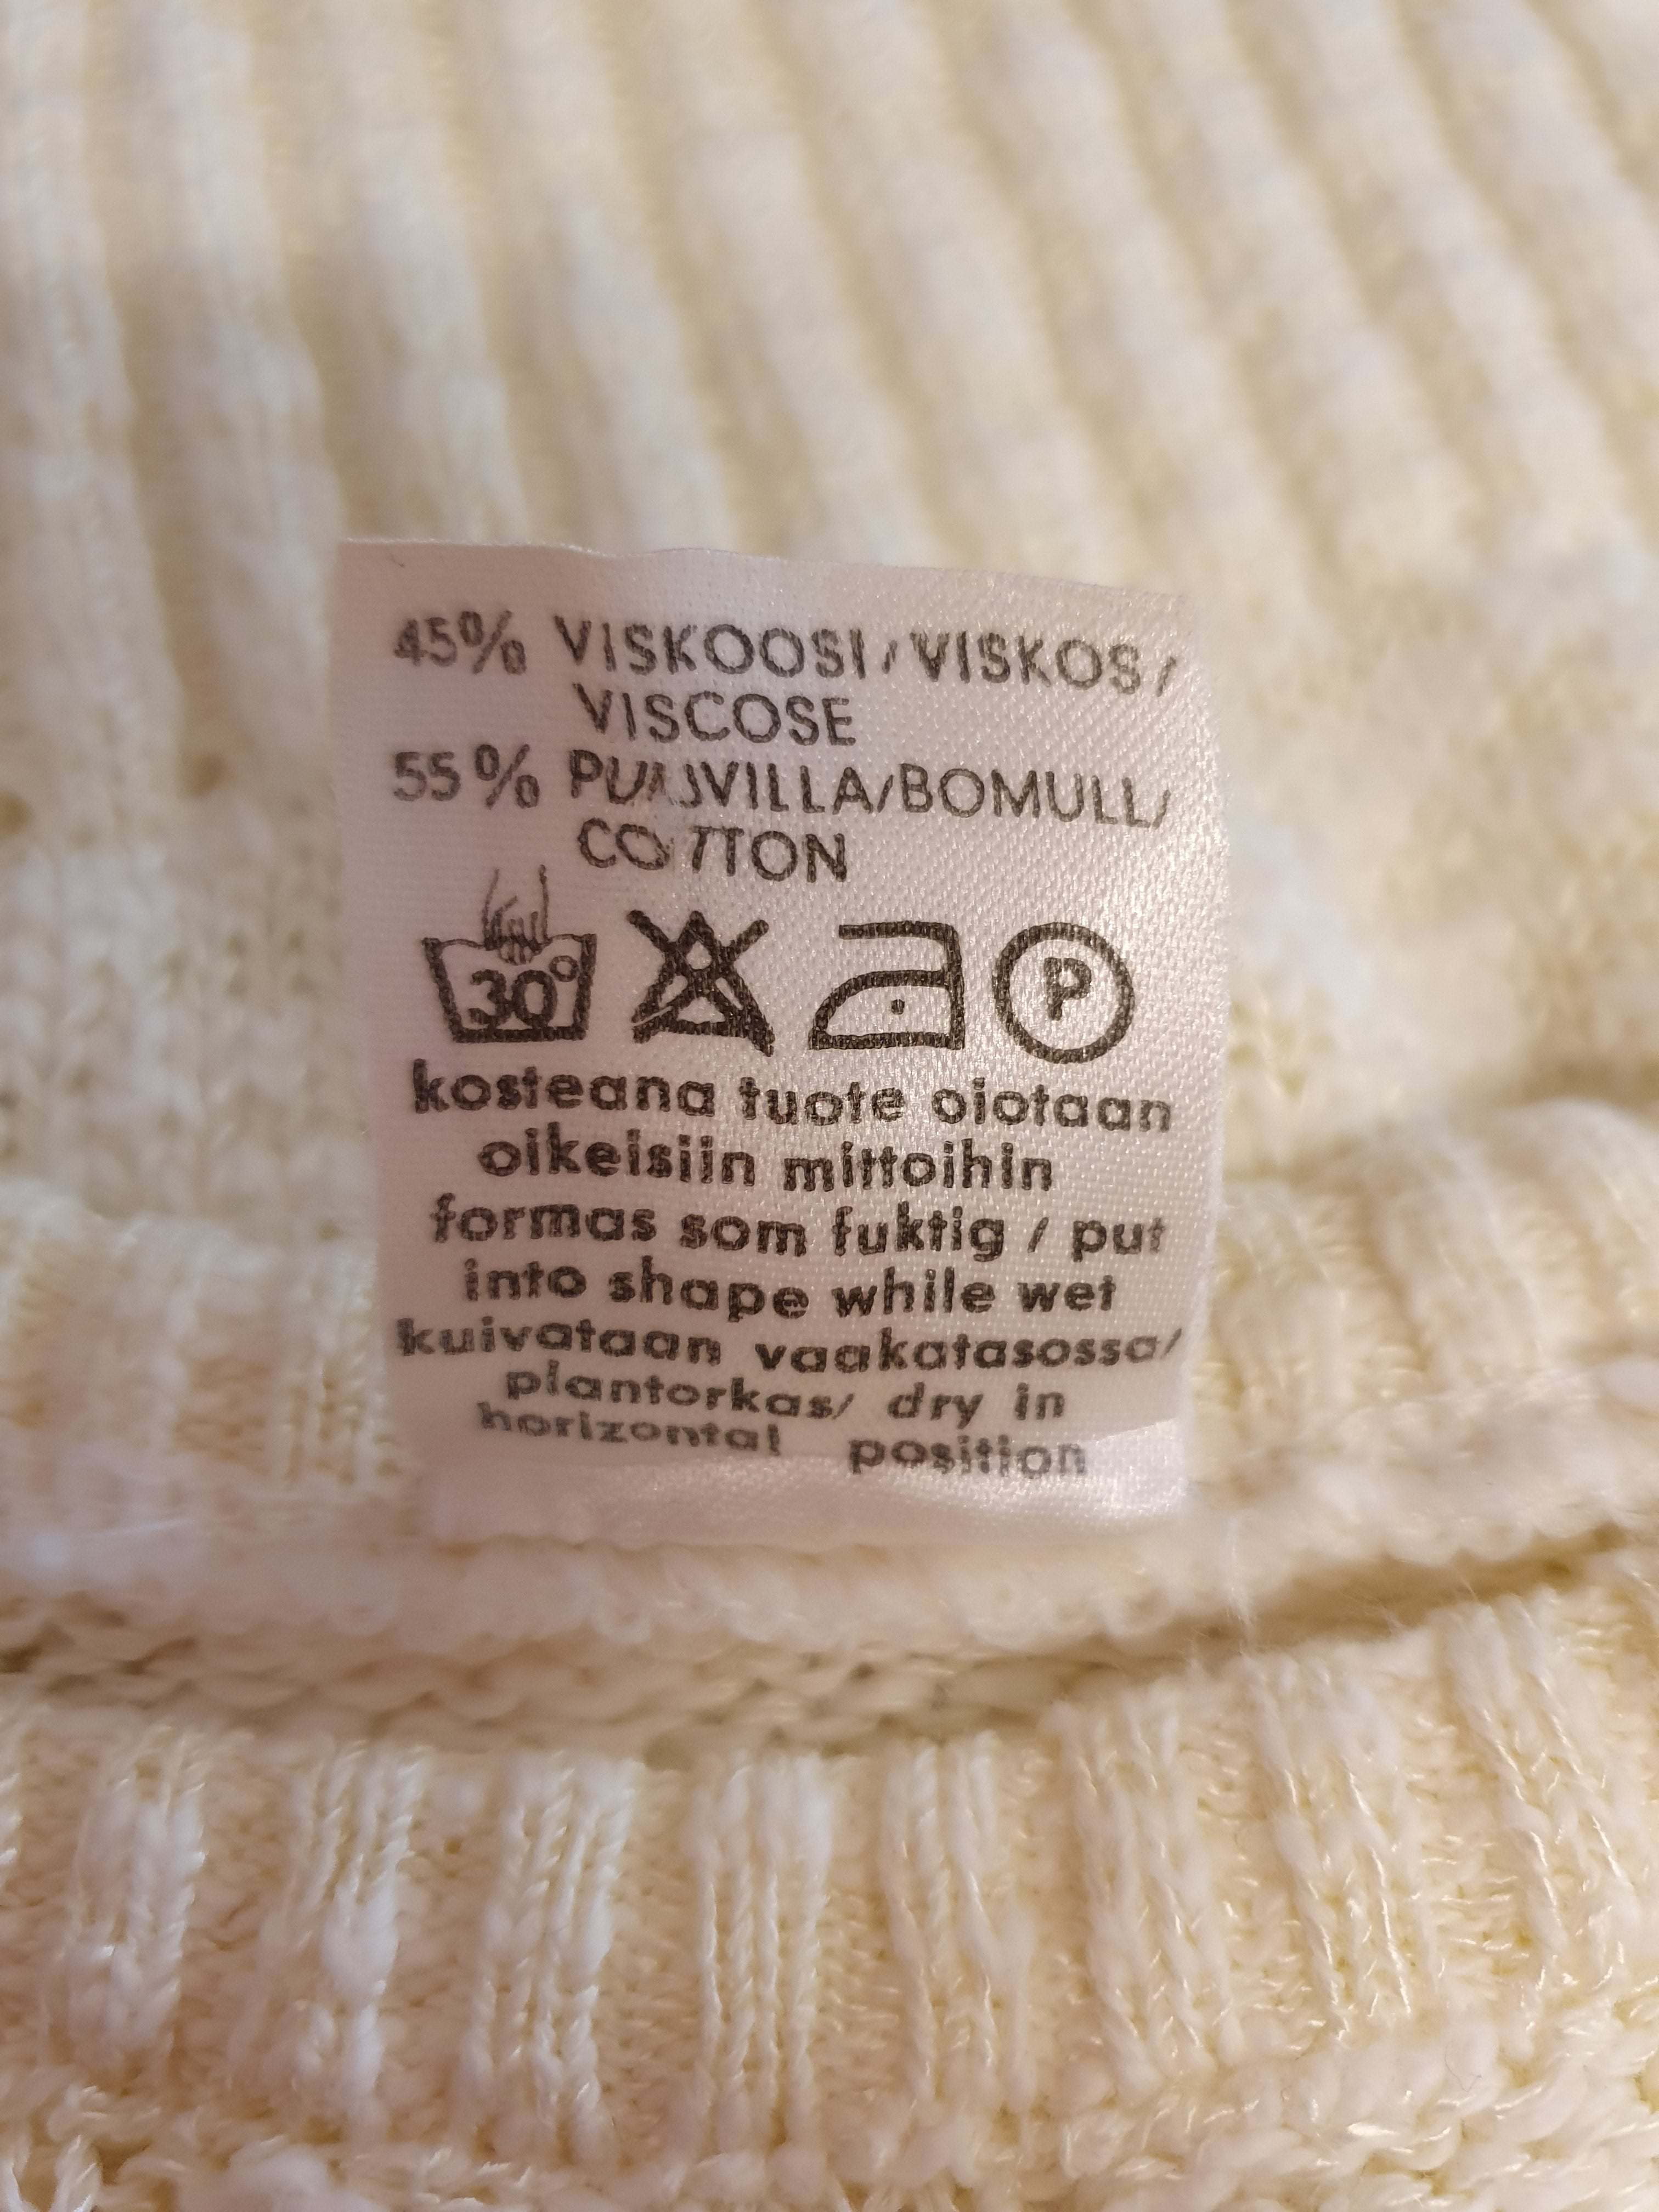 45% VISKOOSI/VISKOS/
VISCOSE
55% PUUVILLA/BOMULL/
COTTON
30°
P
kosteana tuote oiotaan
oikeisiin mittoihin
formas som fuktig / put
into shape while wet
kuivataan vaakatasossa/
plantorkas/ dry in
horizontal position